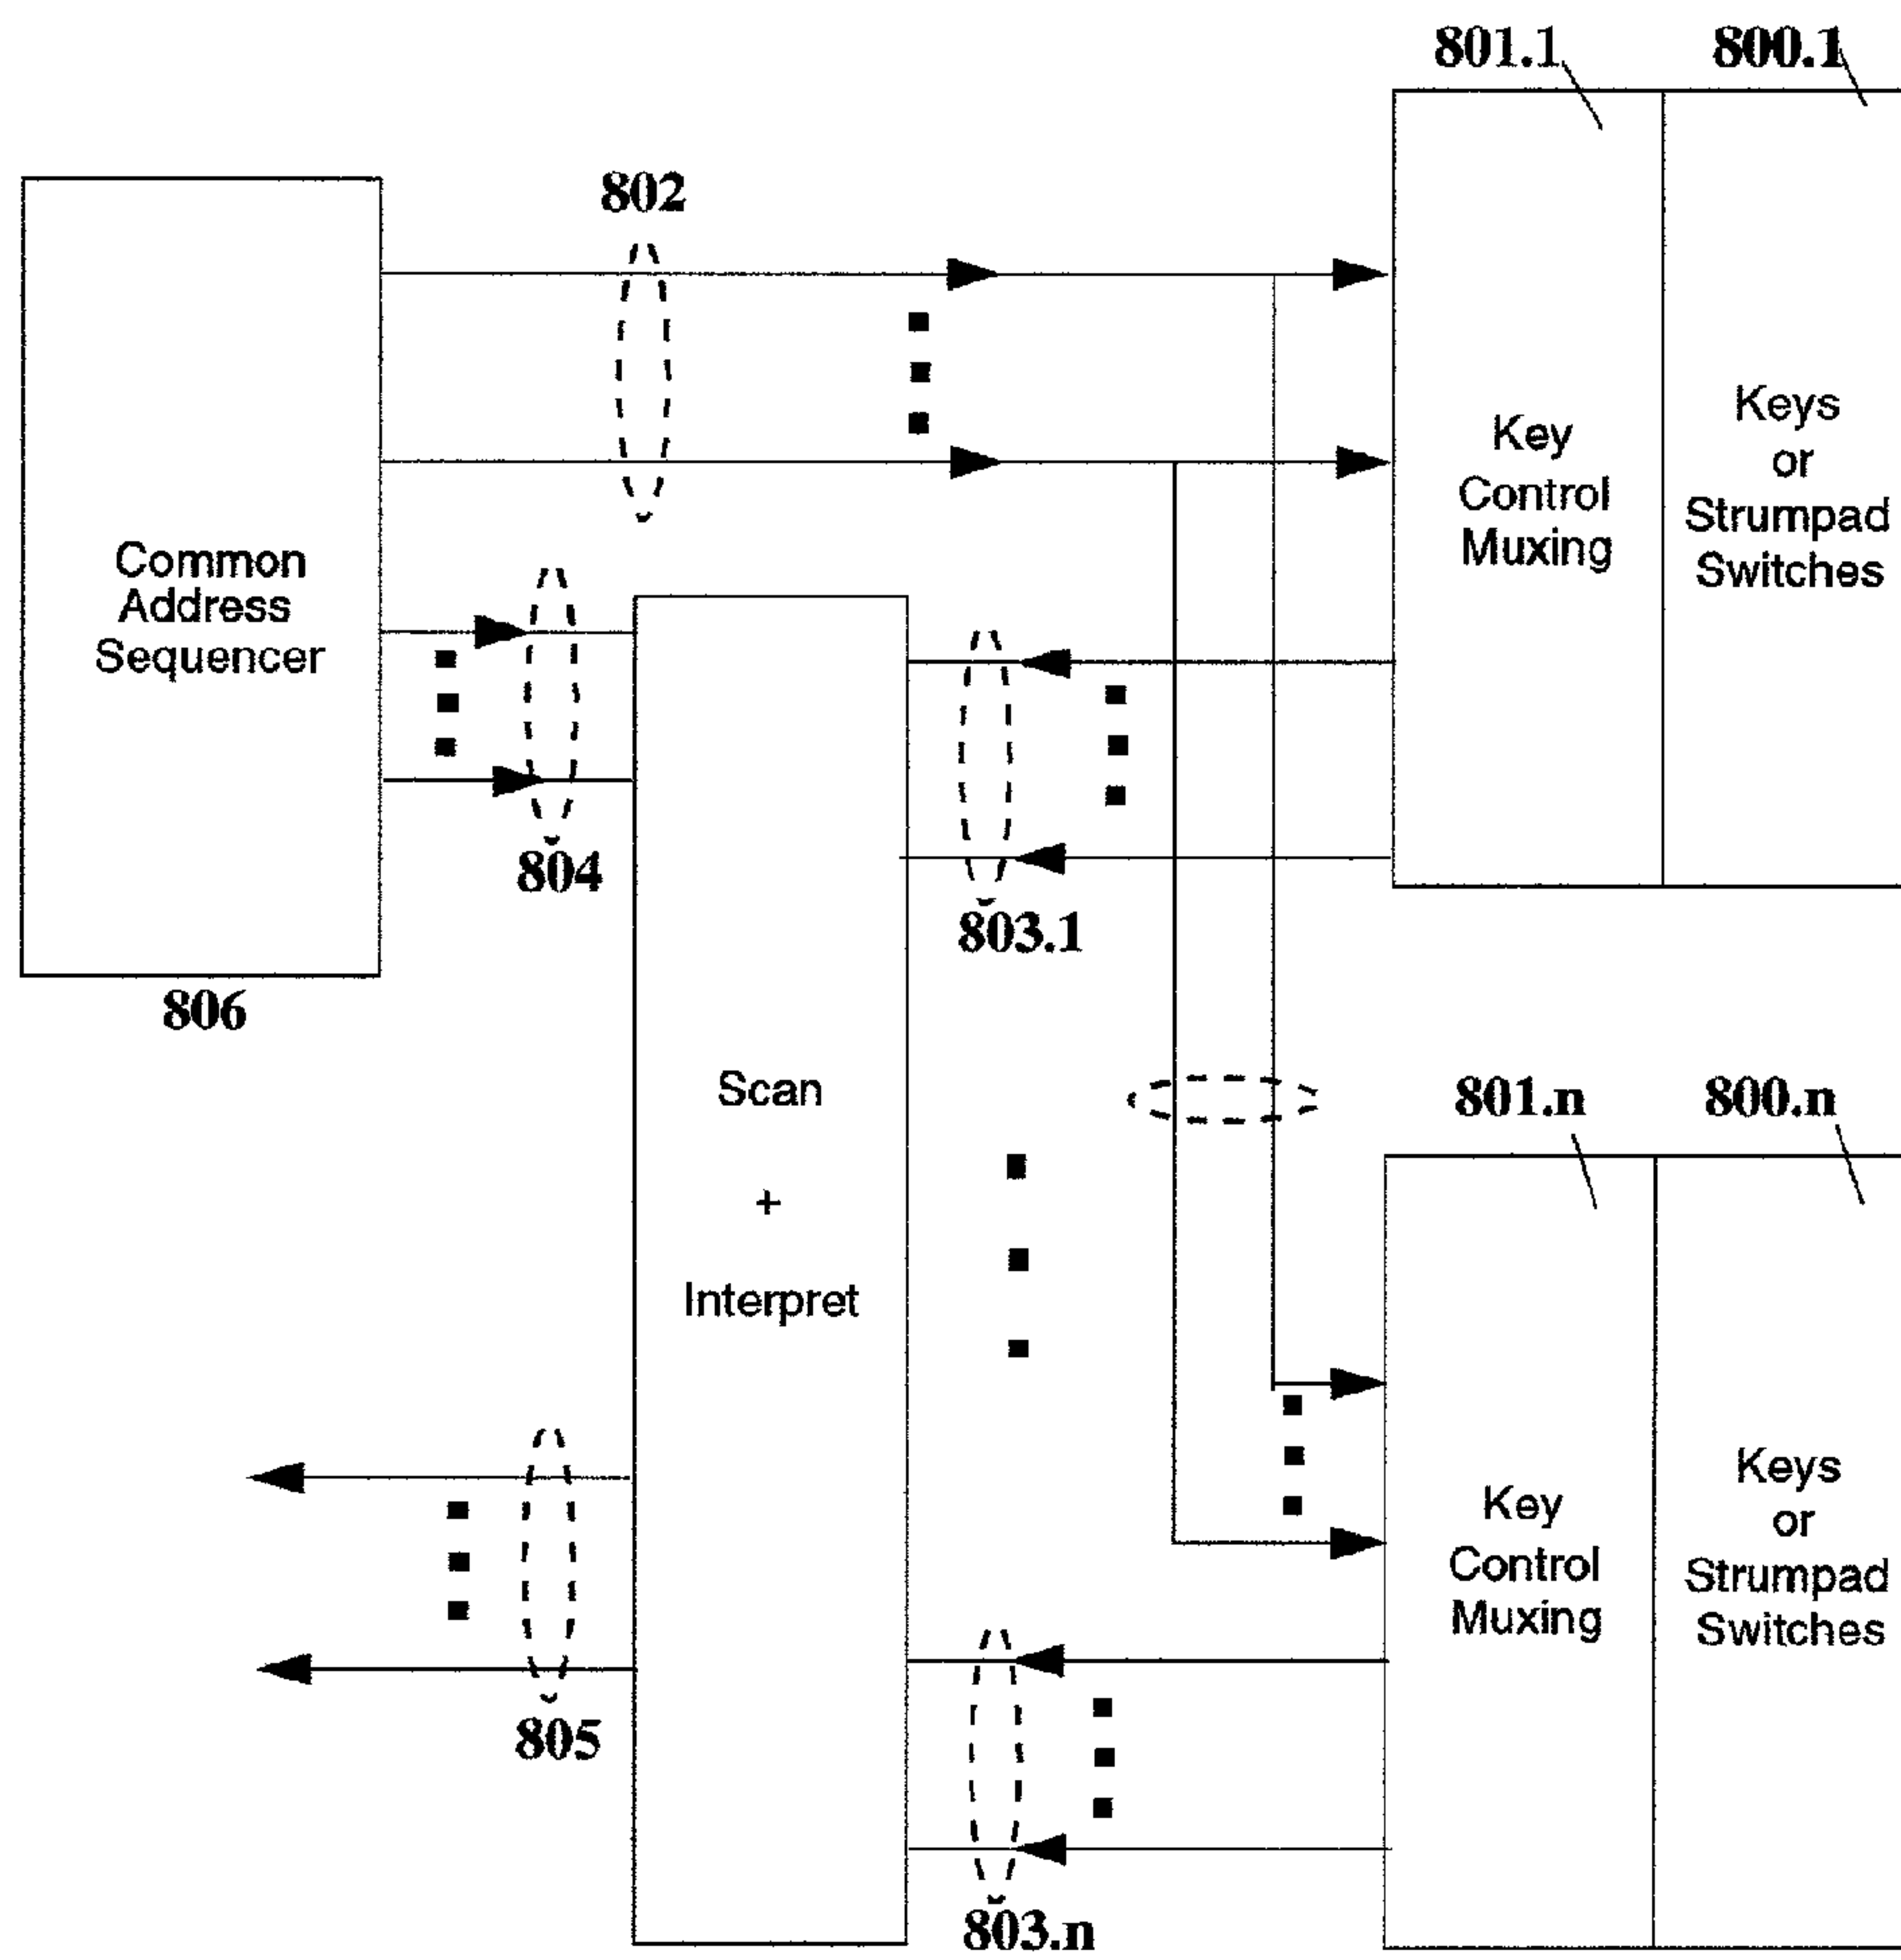 801.1
800.1
802
Keys
or
Strumpad
Switches
Key
Control
Muxing
Common
Address
Sequencer
804
803.1
806
Scan
+
Interpret
801.n
800.n
Keys
or
Strumpad
Switches
Key
Control
Muxing
805
803.n